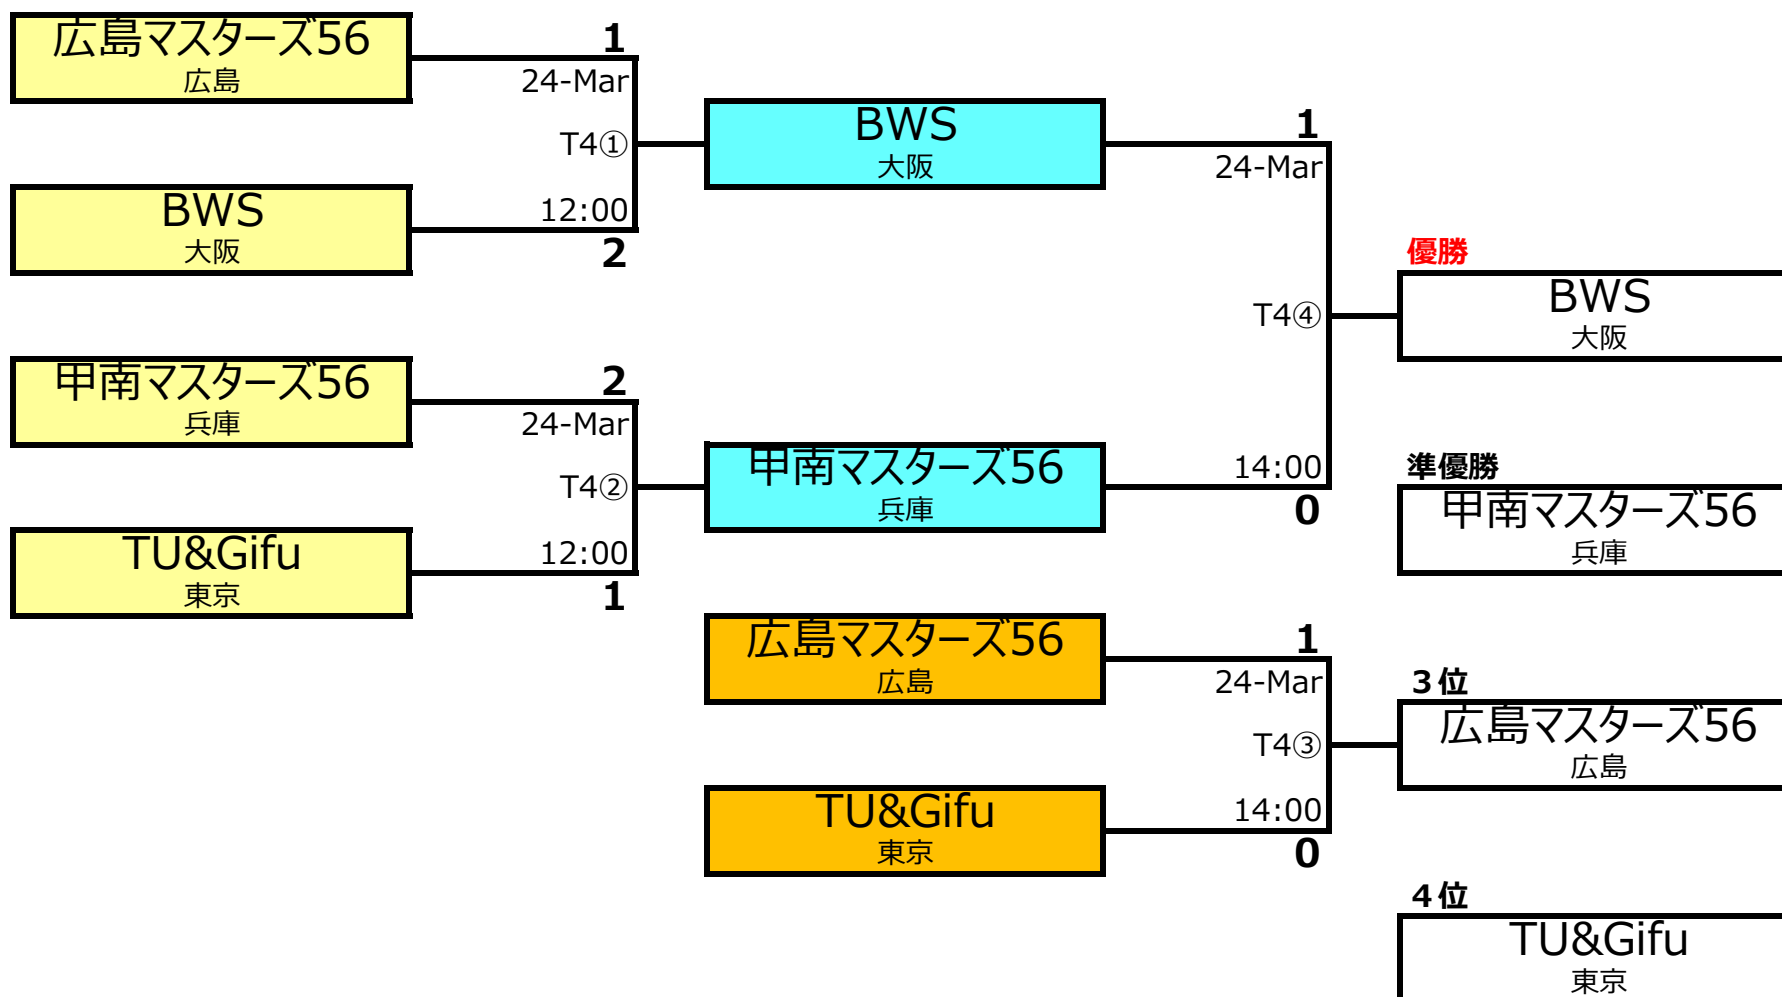 広島マスターズ56
広島
1
24-Mar
T4①
BWS
大阪
12:00
2
BWS
大阪
1
24-Mar
甲南マスターズ56
兵庫
2
24-Mar
T4②
TU&Gifu
東京
12:00
1
甲南マスターズ56
兵庫
14:00
0
T4④
優勝
BWS
大阪
準優勝
甲南マスターズ56
兵庫
広島マスターズ56
広島
1
24-Mar
T4③
TU&Gifu
東京
14:00
0
3位
広島マスターズ56
広島
4位
TU&Gifu
東京